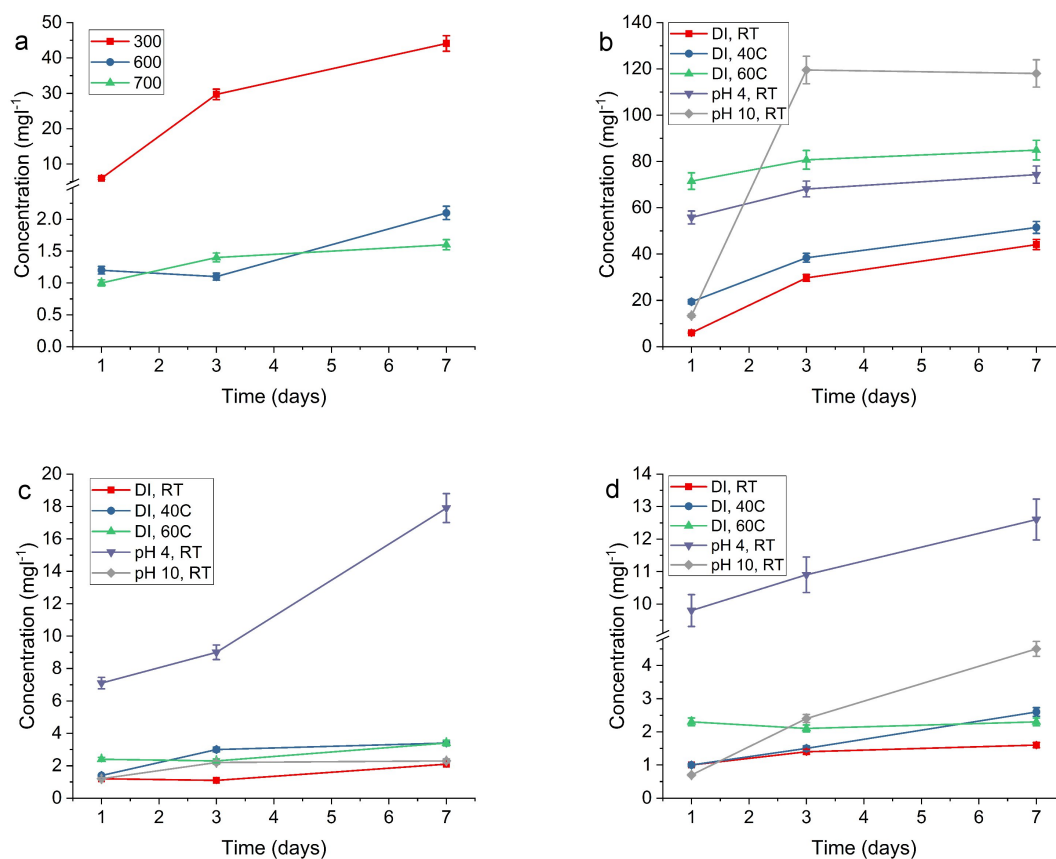 a
300
600
700
50
40
30
20
10
2.0
1.5
1.0
0.5
0.0
Concentration (mgl-1)
1 2 3 4 5 6 7
Time (days)
b
DI, RT
DI, 40C
DI, 60C
pH 4, RT
pH 10, RT
140
120
100
80
60
40
20
0
Concentration (mgl-1)
1 2 3 4 5 6 7
Time (days)
c
DI, RT
DI, 40C
DI, 60C
pH 4, RT
pH 10, RT
20
18
16
14
12
10
8
6
4
2
0
Concentration (mgl-1)
1 2 3 4 5 6 7
Time (days)
d
DI, RT
DI, 40C
DI, 60C
pH 4, RT
pH 10, RT
14
13
12
11
10
4
3
2
1
0
Concentration (mgl-1)
1 2 3 4 5 6 7
Time (days)